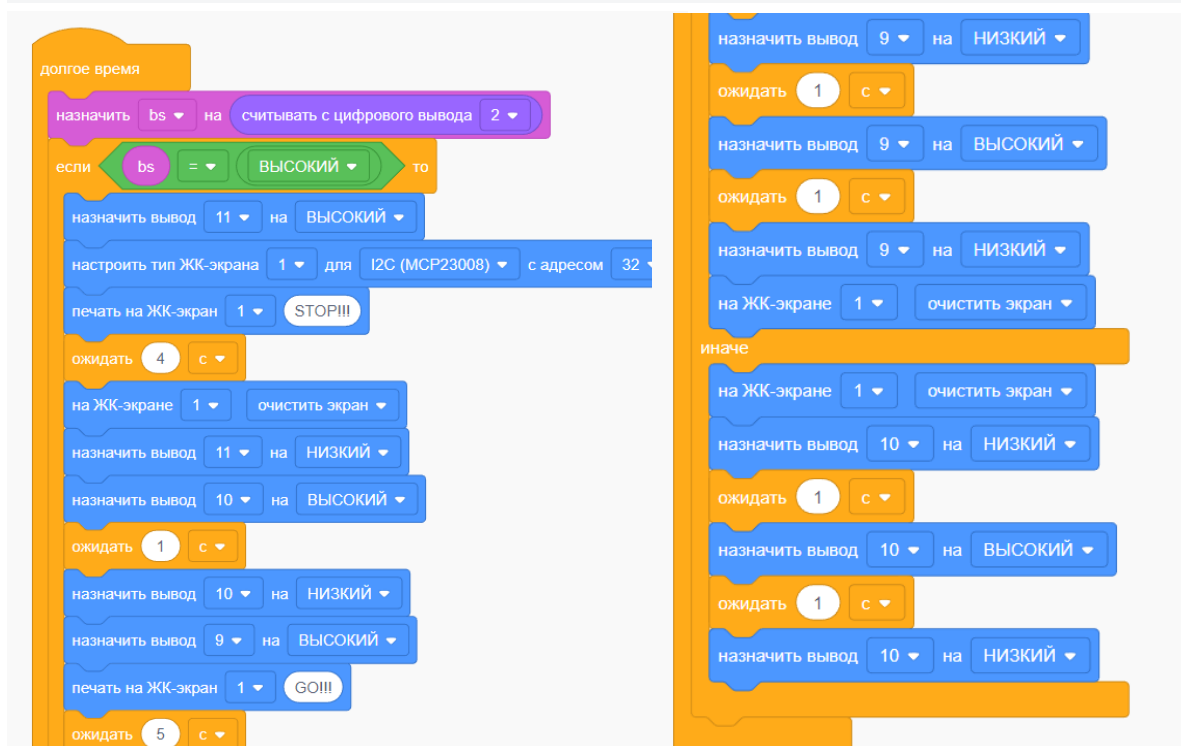 долгое время
назначить bs на считывать с цифрового вывода 2
если bs = ВЫСОКИЙ то
назначить вывод 11 на ВЫСОКИЙ
настроить тип ЖК-экрана 1 для I2C (MCP23008) с адресом 32
печать на ЖК-экран 1 STOP!!!
ожидать 4 с
на ЖК-экране 1 очистить экран
назначить вывод 11 на НИЗКИЙ
назначить вывод 10 на ВЫСОКИЙ
ожидать 1 с
назначить вывод 10 на НИЗКИЙ
назначить вывод 9 на ВЫСОКИЙ
печать на ЖК-экран 1 GO!!!
ожидать 5 с
назначить вывод 9 на НИЗКИЙ
ожидать 1 с
назначить вывод 9 на ВЫСОКИЙ
ожидать 1 с
назначить вывод 9 на НИЗКИЙ
на ЖК-экране 1 очистить экран
иначе
на ЖК-экране 1 очистить экран
назначить вывод 10 на НИЗКИЙ
ожидать 1 с
назначить вывод 10 на ВЫСОКИЙ
ожидать 1 с
назначить вывод 10 на НИЗКИЙ